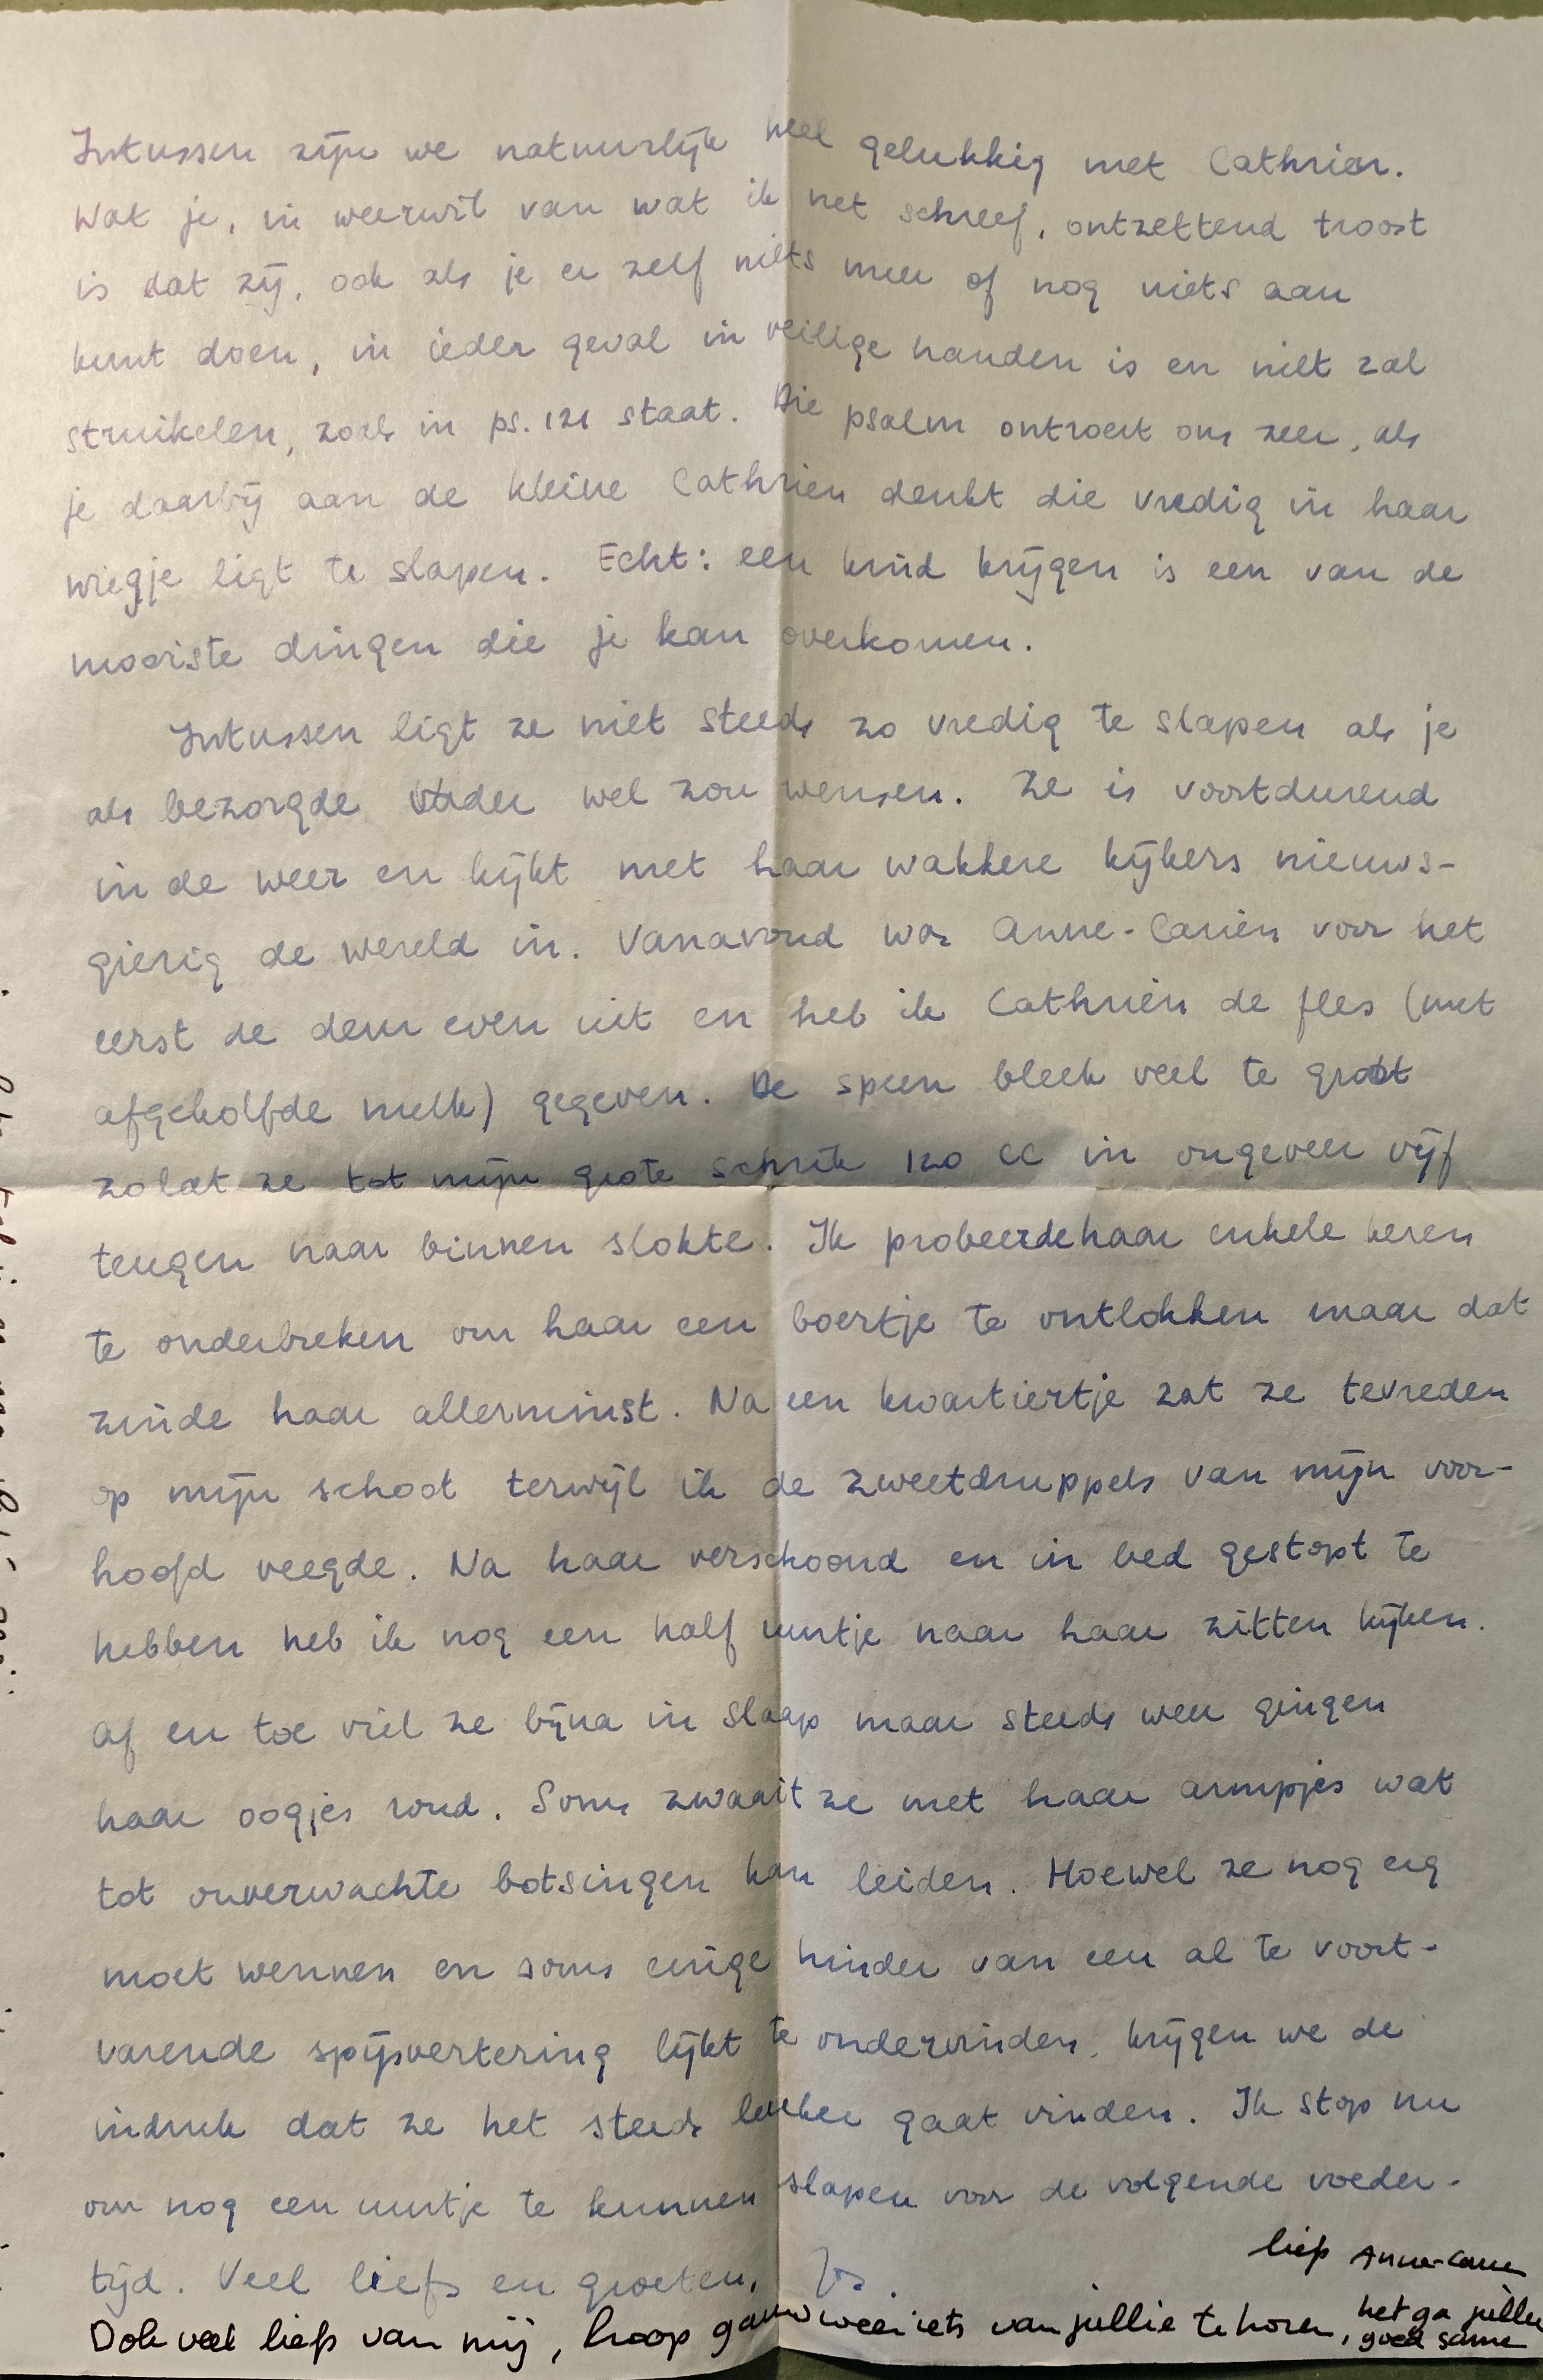 Intussen zijn we natuurlijk heel gelukkig met Cathrien.
Wat je, in weerwil van wat ik net schreef, ontzettend troost
is dat zij, ook als je er zelf niets meer of nog niets aan
kunt doen, in ieder geval in veilige handen is en niet zal
struikelen, zoals in ps. 121 staat. Die psalm ontroert ons zeer, als
je daarbij aan de kleine Cathrien denkt die vredig in haar
wiegje ligt te slapen. Echt: een kind krijgen is een van de
mooiste dingen die je kan overkomen.
Intussen ligt ze niet steeds zo vredig te slapen als je
als bezorgde vader wel zou wensen. Ze is voortdurend
in de weer en kijkt met haar wakkere kijkers nieuws-
gierig de wereld in. Vanavond was Anne-Carien voor het
eerst de deur even uit en heb ik Cathrien de fles (met
afgekolfde melk) gegeven. De speen bleek veel te groot
zodat ze tot mijn grote schrik 120 cc in ongeveer vijf
teugen naar binnen slokte. Ik probeerde haar enkele keren
te onderbreken om haar een boertje te ontlokken maar dat
zinde haar allerminst. Na een kwartiertje zat ze tevreden
op mijn schoot terwijl ik de zweetdruppels van mijn voor-
hoofd veegde. Na haar verschoond en in bed gestopt te
hebben heb ik nog een half uurtje naar haar zitten kijken.
Af en toe viel ze bijna in slaap maar steeds weer gingen
haar oogjes rond. Soms zwaait ze met haar armpjes wat
tot onverwachte botsingen kan leiden. Hoewel ze nog erg
moet wennen en soms enige hinder van een al te voort-
varende spijsvertering lijkt te ondervinden, krijgen we de
indruk dat ze het steeds leuker gaat vinden. Ik stop nu
om nog een uurtje te kunnen slapen voor de volgende voeder-
tijd. Veel liefs en groeten,
liefs Anne-Carien
Ook veel liefs van mij, hoop gauw weer iets van jullie te horen, het ga jullie
goed samen